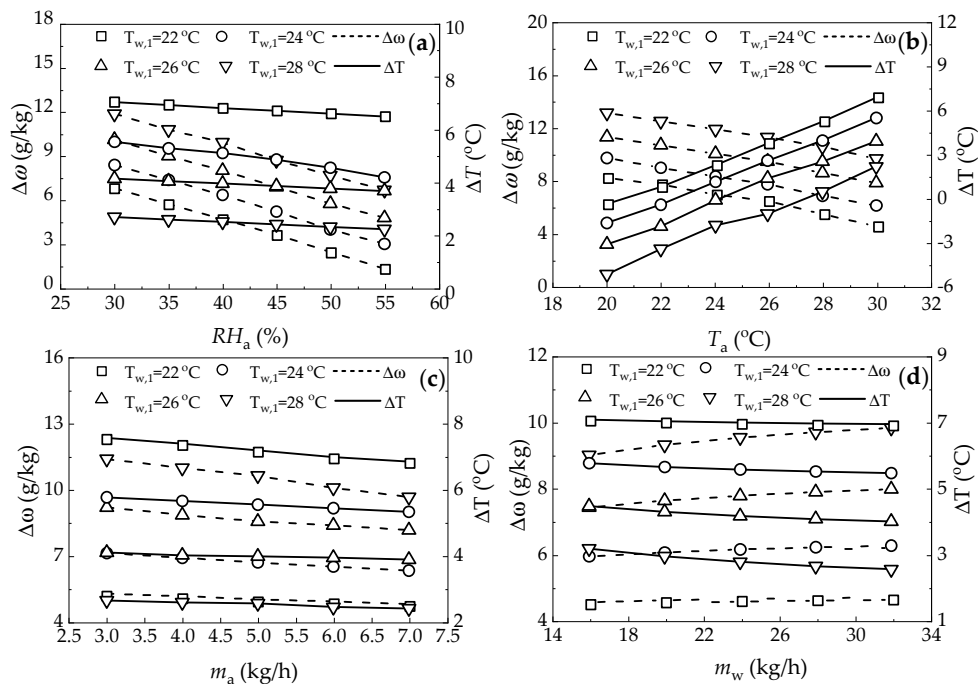 (a)
T_w,1=22 °C T_w,1=24 °C Δω
T_w,1=26 °C T_w,1=28 °C ΔT
18
15
12
9
6
3
0
Δω (g/kg)
10
8
6
4
2
0
ΔT (°C)
25 30 35 40 45 50 55 60
RH_a (%)
(b)
T_w,1=22 °C T_w,1=24 °C Δω
T_w,1=26 °C T_w,1=28 °C ΔT
20
16
12
8
4
0
Δω (g/kg)
12
9
6
3
0
-3
-6
ΔT (°C)
18 20 22 24 26 28 30 32
T_a (°C)
(c)
T_w,1=22 °C T_w,1=24 °C Δω
T_w,1=26 °C T_w,1=28 °C ΔT
16
13
10
7
4
Δω (g/kg)
10
8
6
4
2
ΔT (°C)
2.5 3.0 3.5 4.0 4.5 5.0 5.5 6.0 6.5 7.0 7.5
m_a (kg/h)
(d)
T_w,1=22 °C T_w,1=24 °C Δω
T_w,1=26 °C T_w,1=28 °C ΔT
12
10
8
6
4
Δω (g/kg)
9
7
5
3
1
ΔT (°C)
14 16 18 20 22 24 26 28 30 32 34
m_w (kg/h)